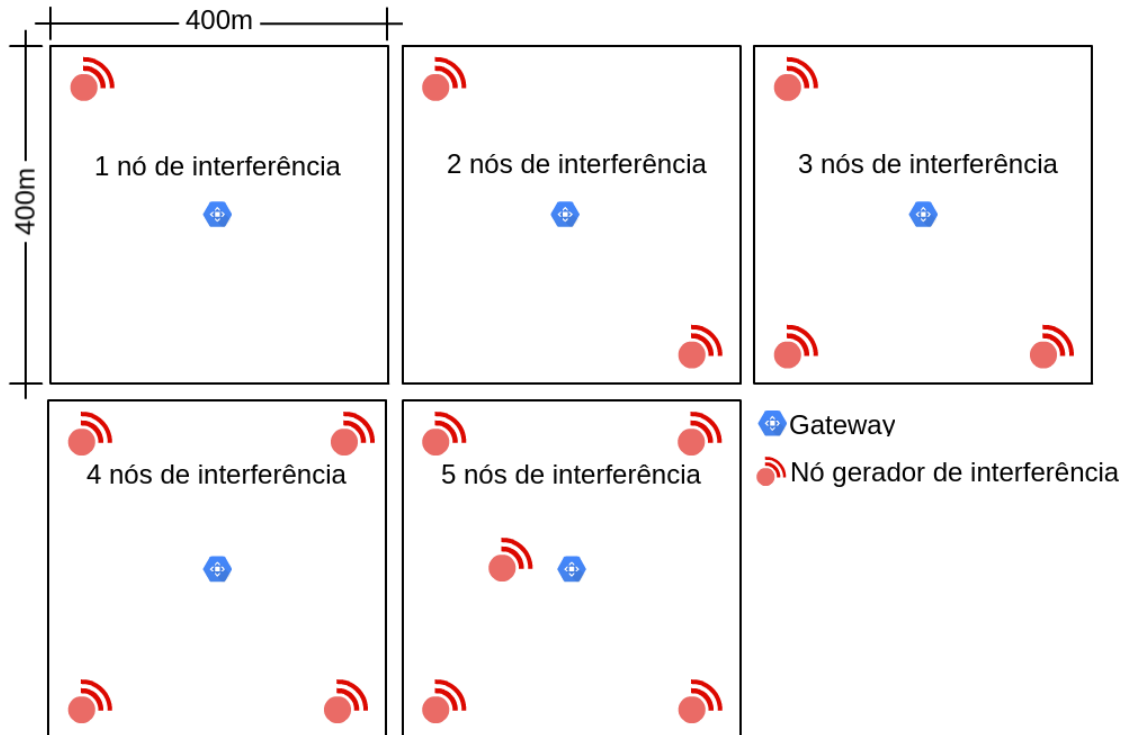 400m
400m
1 nó de interferência
2 nós de interferência
3 nós de interferência
4 nós de interferência
5 nós de interferência
Gateway
Nó gerador de interferência